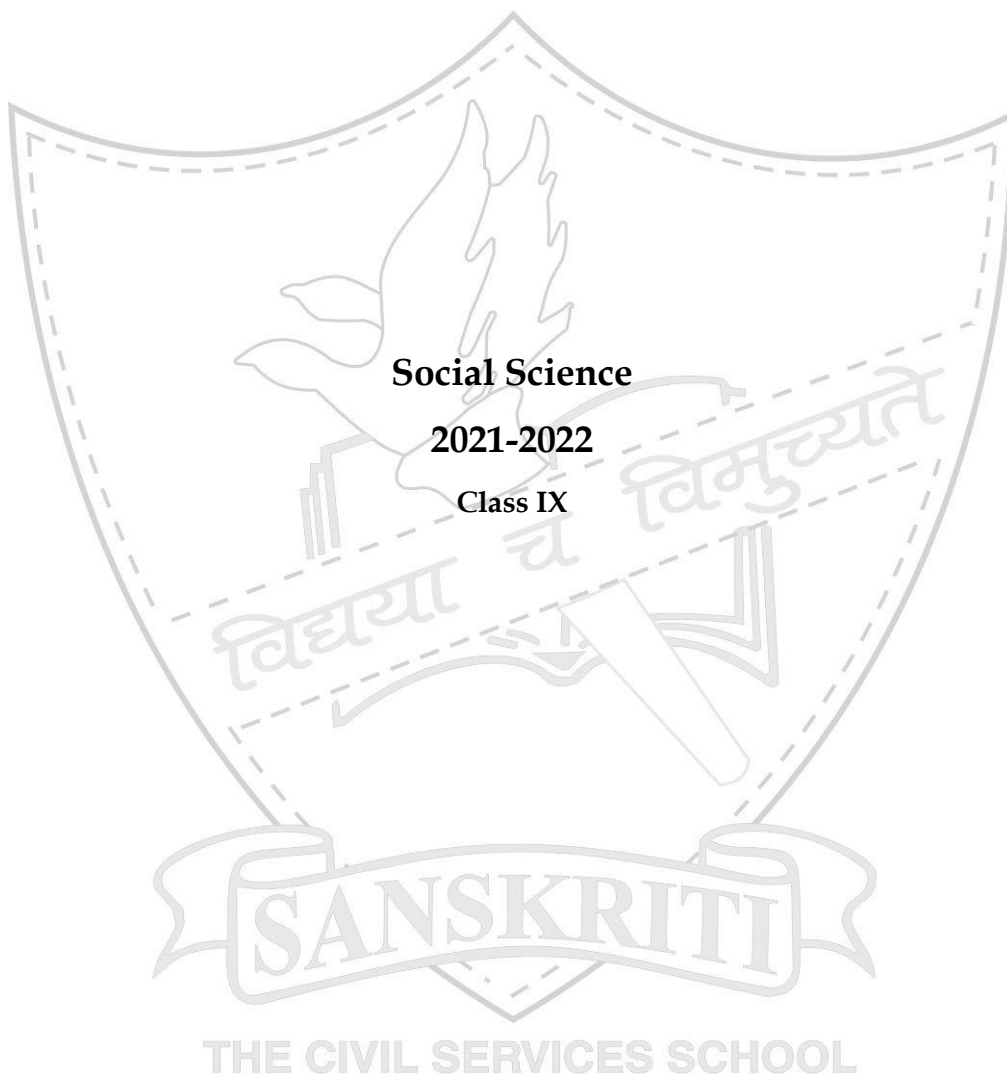 Social Science
2021-2022
Class IX
विद्यया च विमुच्यते
SANSKRITI
THE CIVIL SERVICES SCHOOL